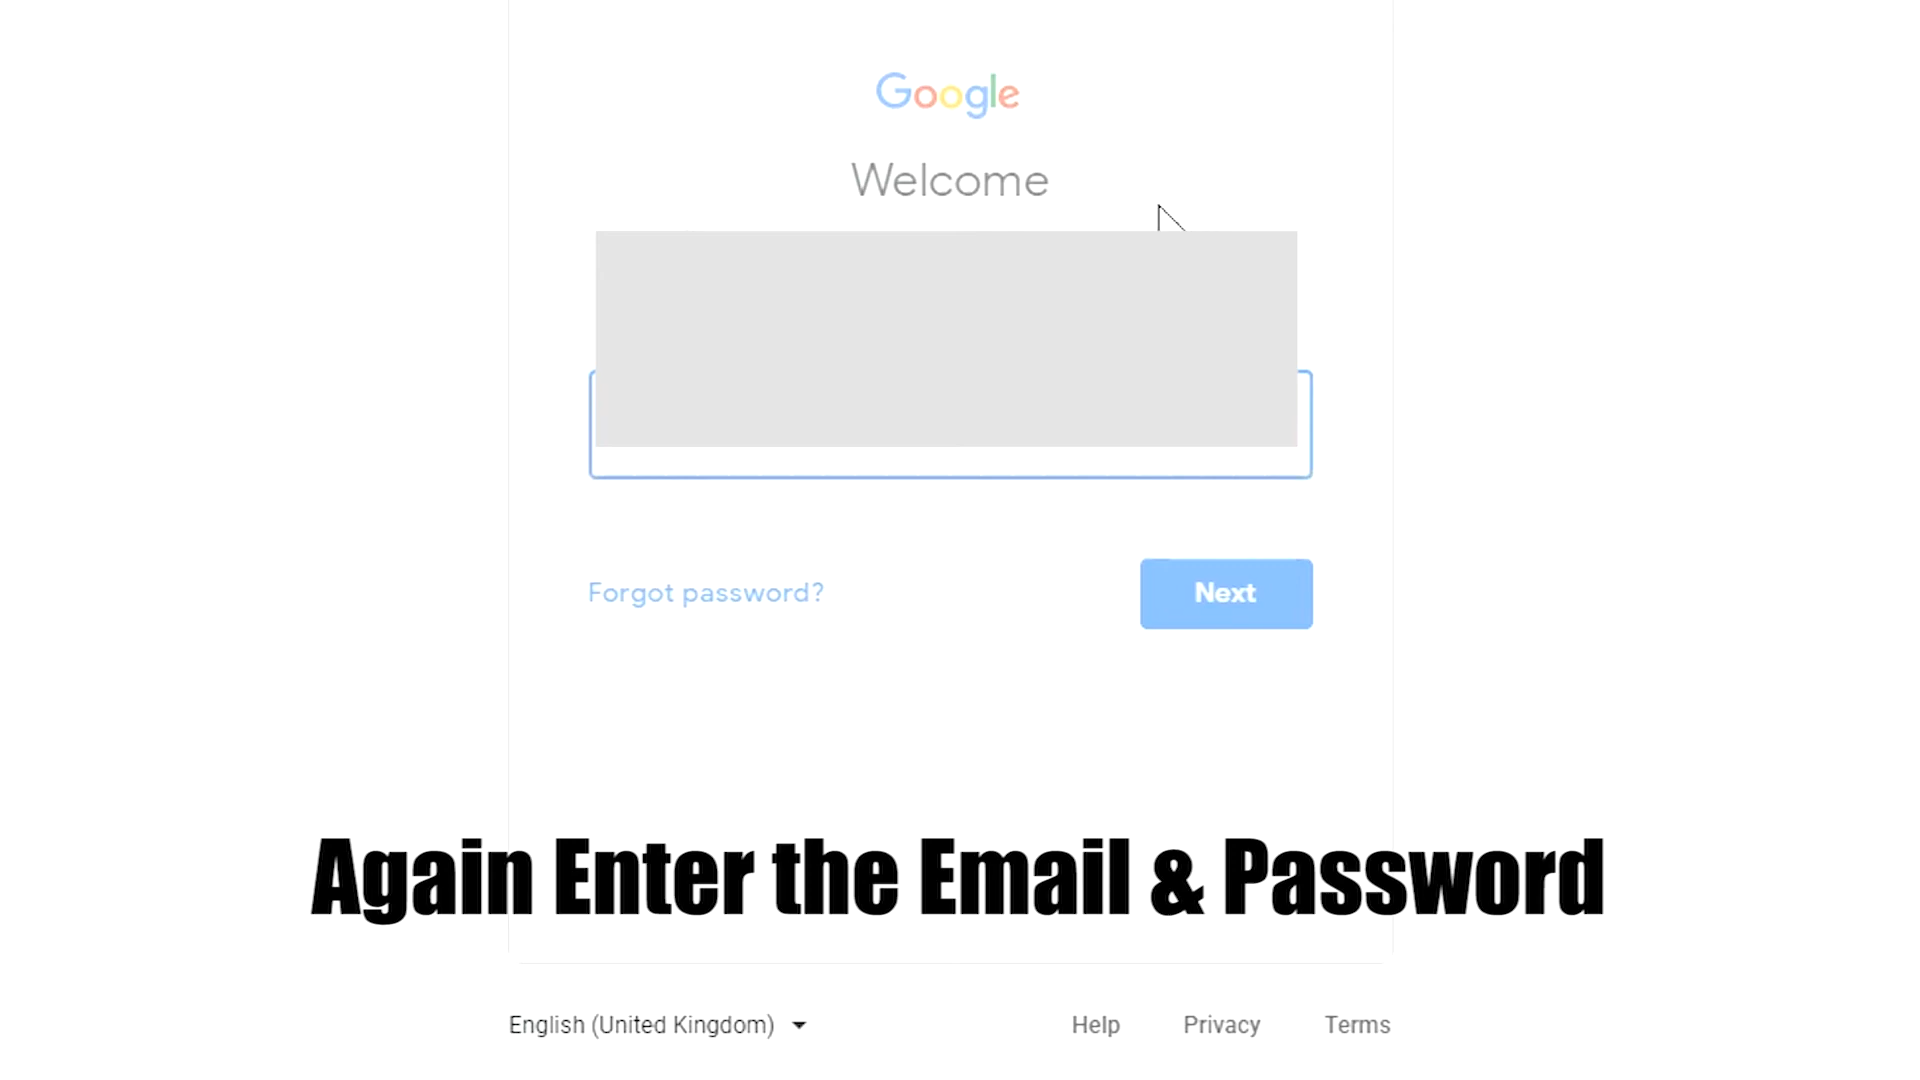 Google
Welcome
Forgot password?
Next
Again Enter the Email & Password
English (United Kingdom)
Help
Privacy
Terms